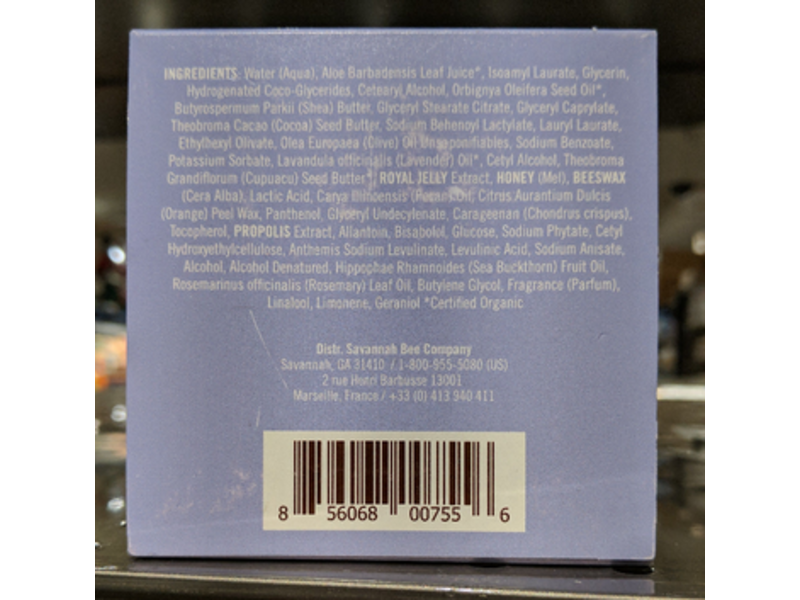 INGREDIENTS: Water (Aqua), Aloe Barbadensis Leaf Juice*, Isoamyl Laurate, Glycerin,
Hydrogenated Coco-Glycerides, Cetearyl Alcohol, Orbignya Oleifera Seed Oil*,
Butyrospermum Parkii (Shea) Butter, Glyceryl Stearate Citrate, Glyceryl Caprylate,
Theobroma Cacao (Cocoa) Seed Butter, Sodium Behenoyl Lactylate, Lauryl Laurate,
Ethylhexyl Olivate, Olea Europaea (Olive) Oil Unsaponifiables, Sodium Benzoate,
Potassium Sorbate, Lavandula officinalis (Lavender) Oil*, Cetyl Alcohol, Theobroma
Grandiflorum (Cupuacu) Seed Butter*, ROYAL JELLY Extract, HONEY (Mel), BEESWAX
(Cera Alba), Lactic Acid, Carya (Pecan) Oil, Citrus Aurantium Dulcis
(Orange) Peel Wax, Panthenol, Glyceryl Undecylenate, Carageenan (Chondrus crispus),
Tocopherol, PROPOLIS Extract, Allantoin, Bisabolol, Glucose, Sodium Phytate, Cetyl
Hydroxyethylcellulose, Anthemis Sodium Levulinate, Levulinic Acid, Sodium Anisate,
Alcohol, Alcohol Denatured, Hippophae Rhamnoides (Sea Buckthorn) Fruit Oil,
Rosemarinus officinalis (Rosemary) Leaf Oil, Butylene Glycol, Fragrance (Parfum),
Linalool, Limonene, Geraniol *Certified Organic
Distr. Savannah Bee Company
Savannah, GA 31410 / 1-800-955-5080 (US)
2 rue Henri Barbusse 13001
Marseille, France / +33 (0) 413 940 411
8 56068 00755 6